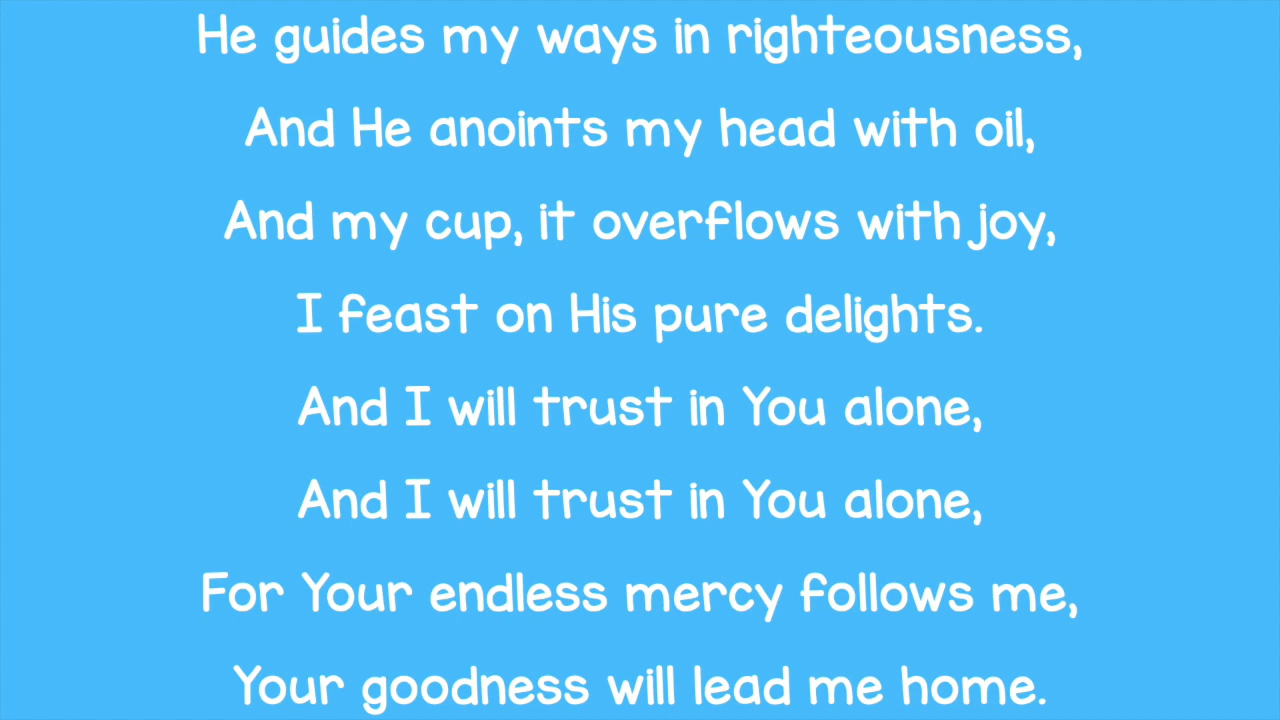 He guides my ways in righteousness,
And He anoints my head with oil,
And my cup, it overflows with joy,
I feast on His pure delights.
And I will trust in You alone,
And I will trust in You alone,
For Your endless mercy follows me,
Your goodness will lead me home.